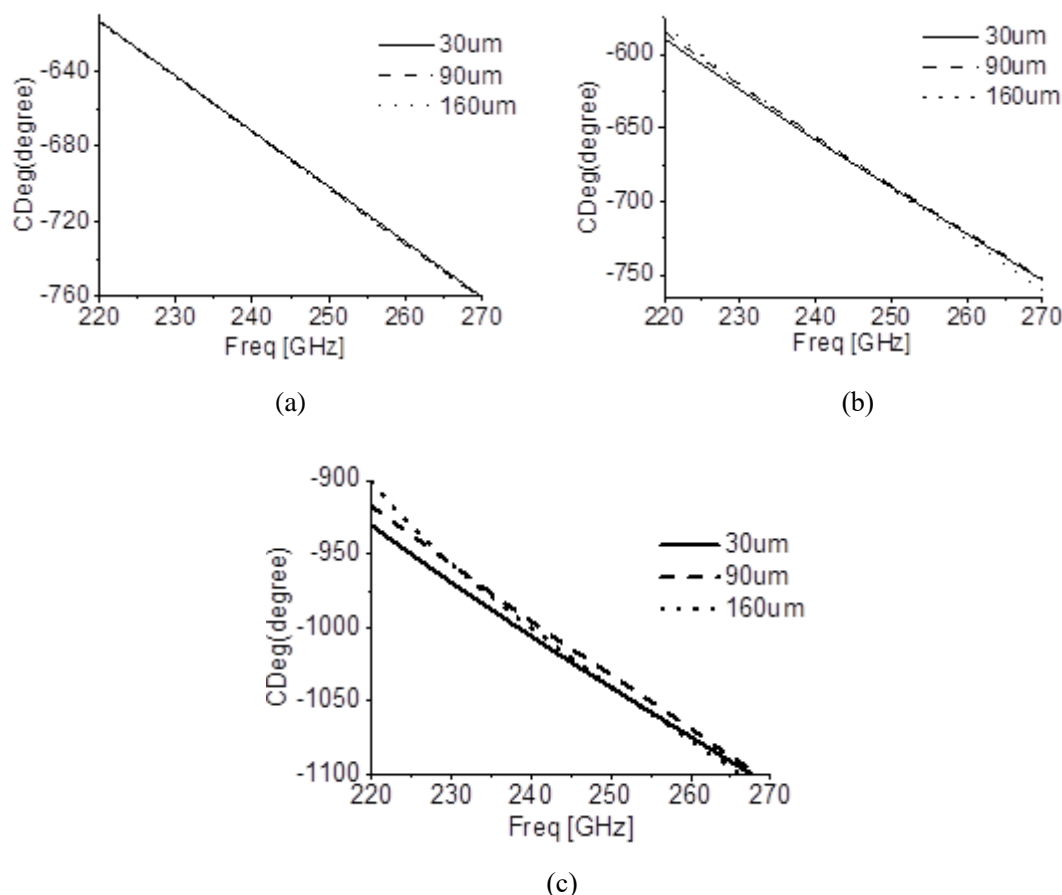 CDeg(degree)
-640
-680
-720
-760
220 230 240 250 260 270
Freq [GHz]
30um
90um
160um
(a)
CDeg(degree)
-600
-650
-700
-750
220 230 240 250 260 270
Freq [GHz]
30um
90um
160um
(b)
CDeg(degree)
-900
-950
-1000
-1050
-1100
220 230 240 250 260 270
Freq [GHz]
30um
90um
160um
(c)